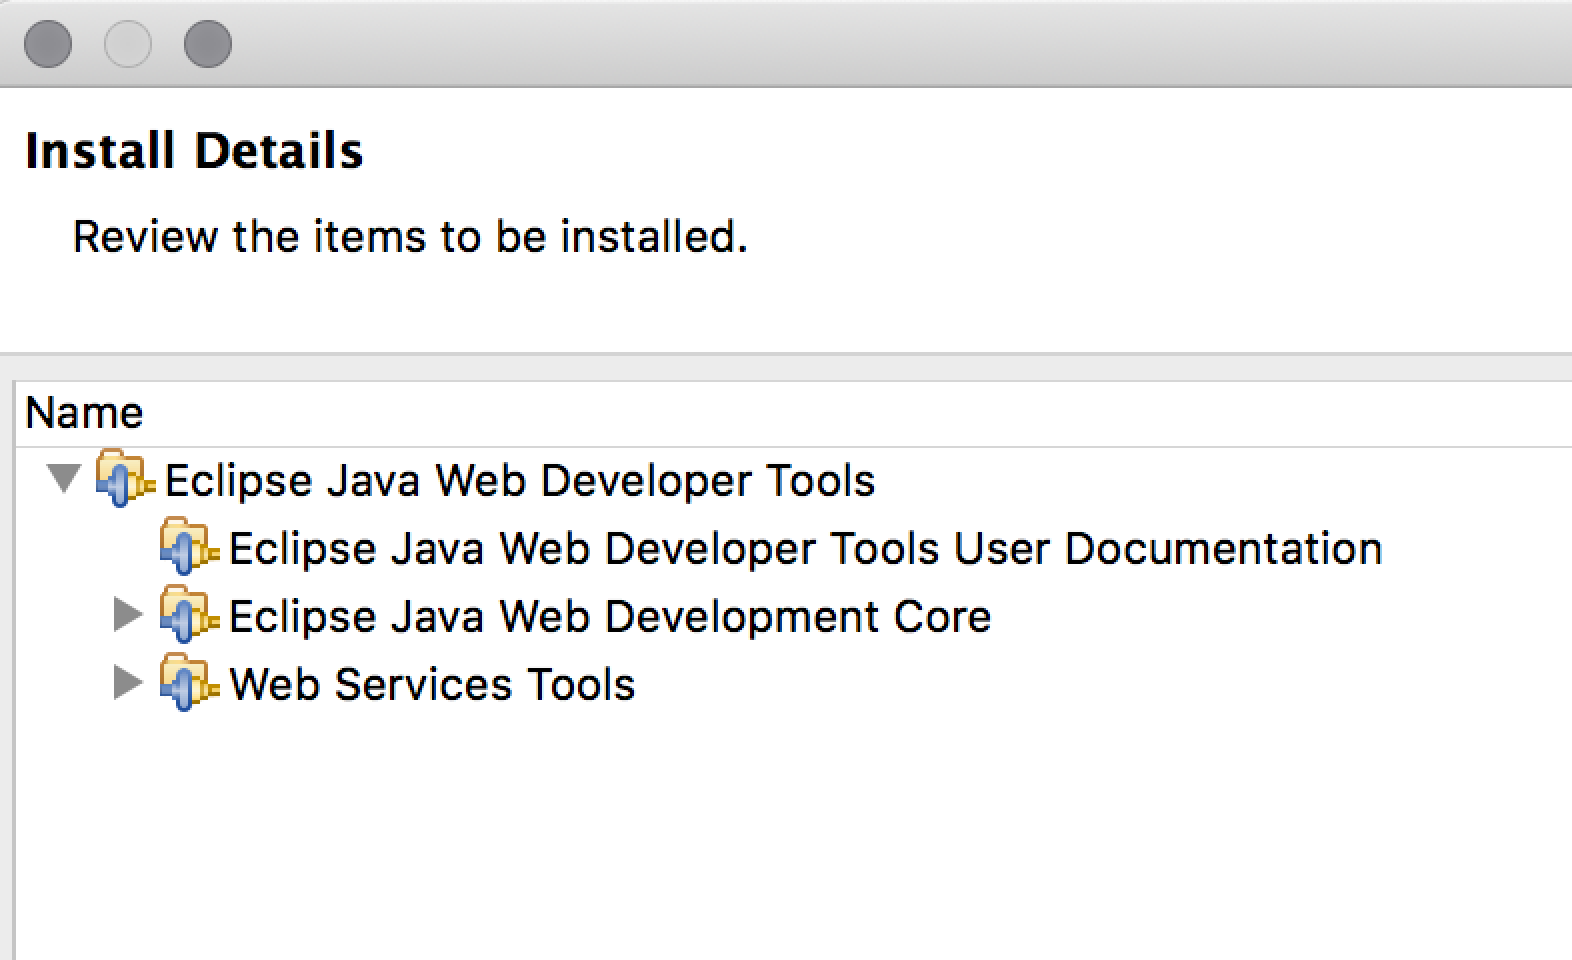 Install Details
Review the items to be installed.
Name
Eclipse Java Web Developer Tools
Eclipse Java Web Developer Tools User Documentation
Eclipse Java Web Development Core
Web Services Tools